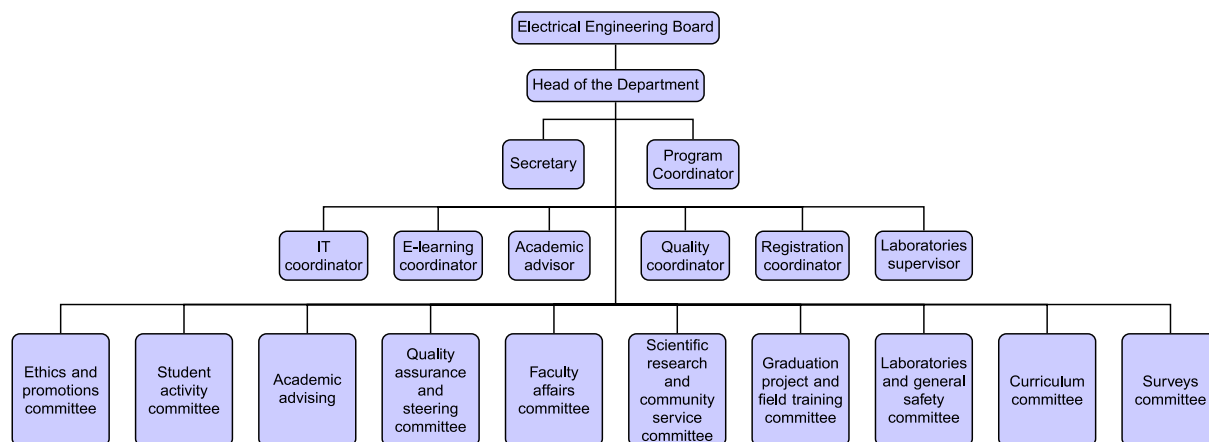 Electrical Engineering Board
Head of the Department
Secretary
Program
Coordinator
IT
coordinator
E-learning
coordinator
Academic
advisor
Quality
coordinator
Registration
coordinator
Laboratories
supervisor
Ethics and
promotions
committee
Student
activity
committee
Academic
advising
Quality
assurance
and
steering
committee
Faculty
affairs
committee
Scientific
research
and
community
service
committee
Graduation
project and
field training
committee
Laboratories
and general
safety
committee
Curriculum
committee
Surveys
committee